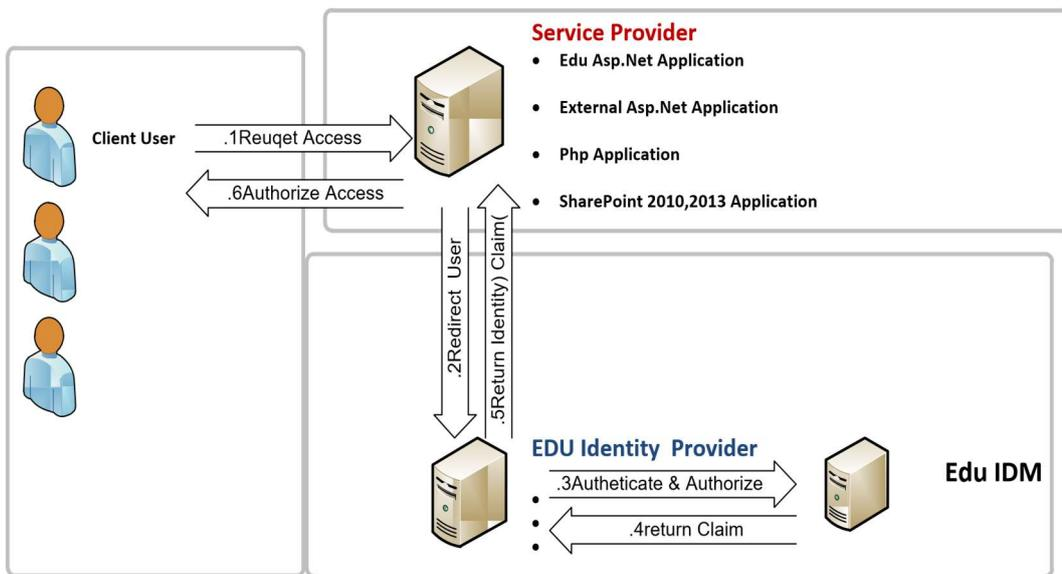 Service Provider
• Edu Asp.Net Application
• External Asp.Net Application
• Php Application
• SharePoint 2010,2013 Application
Client User
.1Reuqet Access
.6Authorize Access
.2Redirect User
.5Return Identity) Claim(
EDU Identity Provider
.3Autheticate & Authorize
.4return Claim
Edu IDM